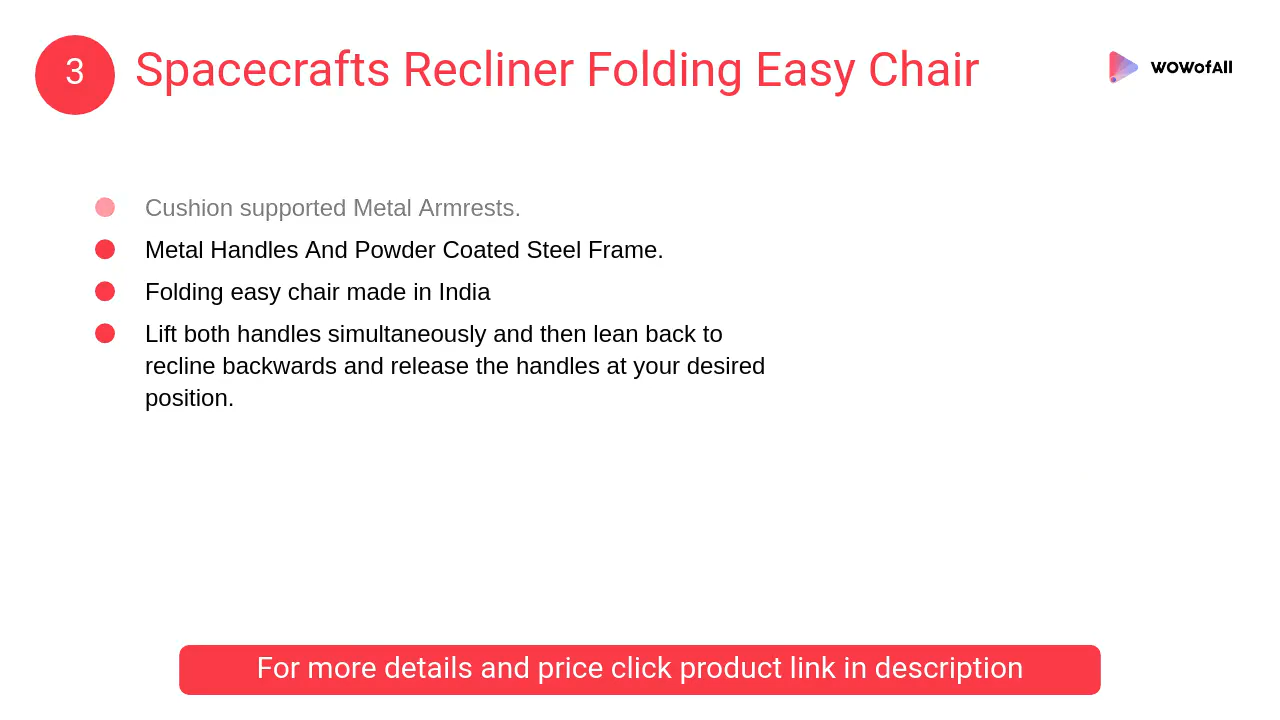 3
Spacecrafts Recliner Folding Easy Chair
WOWofAll
Cushion supported Metal Armrests.
Metal Handles And Powder Coated Steel Frame.
Folding easy chair made in India
Lift both handles simultaneously and then lean back to
recline backwards and release the handles at your desired
position.
For more details and price click product link in description